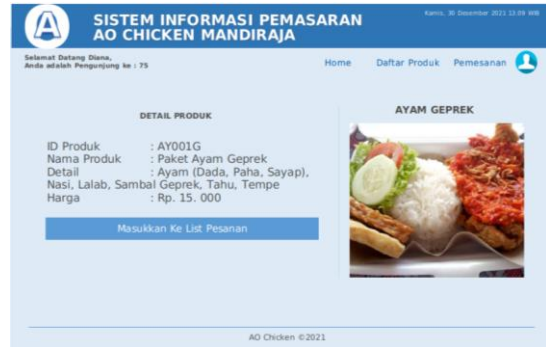 A
SISTEM INFORMASI PEMASARAN
AO CHICKEN MANDIRAJA
Kamis, 30 Desember 2021 13:09 WIB
Selamat Datang Diana,
Anda adalah Pengunjung ke : 75
Home Daftar Produk Pemesanan
DETAIL PRODUK
ID Produk : AY001G
Nama Produk : Paket Ayam Geprek
Detail : Ayam (Dada, Paha, Sayap),
Nasi, Lalab, Sambal Geprek, Tahu, Tempe
Harga : Rp. 15. 000
Masukkan Ke List Pesanan
AYAM GEPREK
AO Chicken ©2021